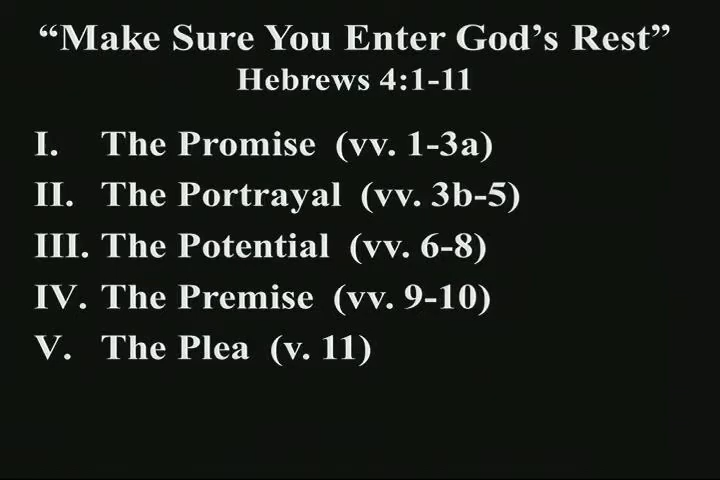 “Make Sure You Enter God’s Rest”
Hebrews 4:1-11
I. The Promise (vv. 1-3a)
II. The Portrayal (vv. 3b-5)
III. The Potential (vv. 6-8)
IV. The Premise (vv. 9-10)
V. The Plea (v. 11)